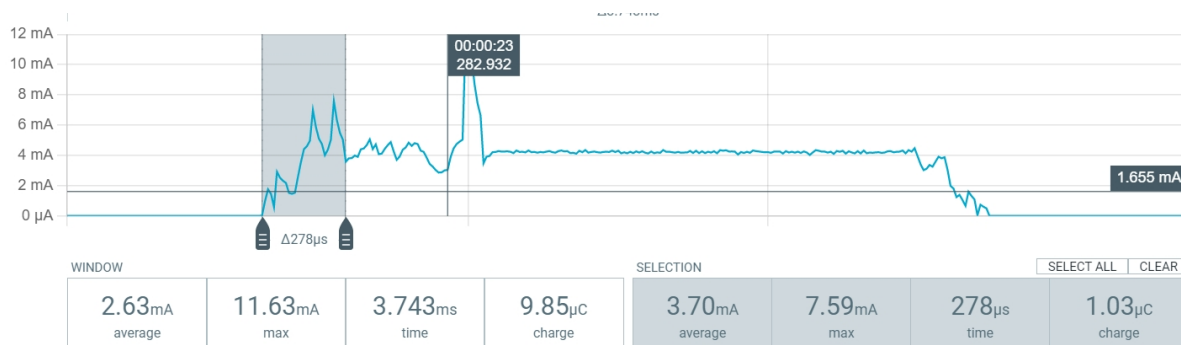 12 mA
10 mA
8 mA
6 mA
4 mA
2 mA
0 µA
00:00:23
282.932
1.655 mA
Δ278µs
WINDOW
2.63mA
average
11.63mA
max
3.743ms
time
9.85µC
charge
SELECTION
SELECT ALL
CLEAR
3.70mA
average
7.59mA
max
278µs
time
1.03µC
charge